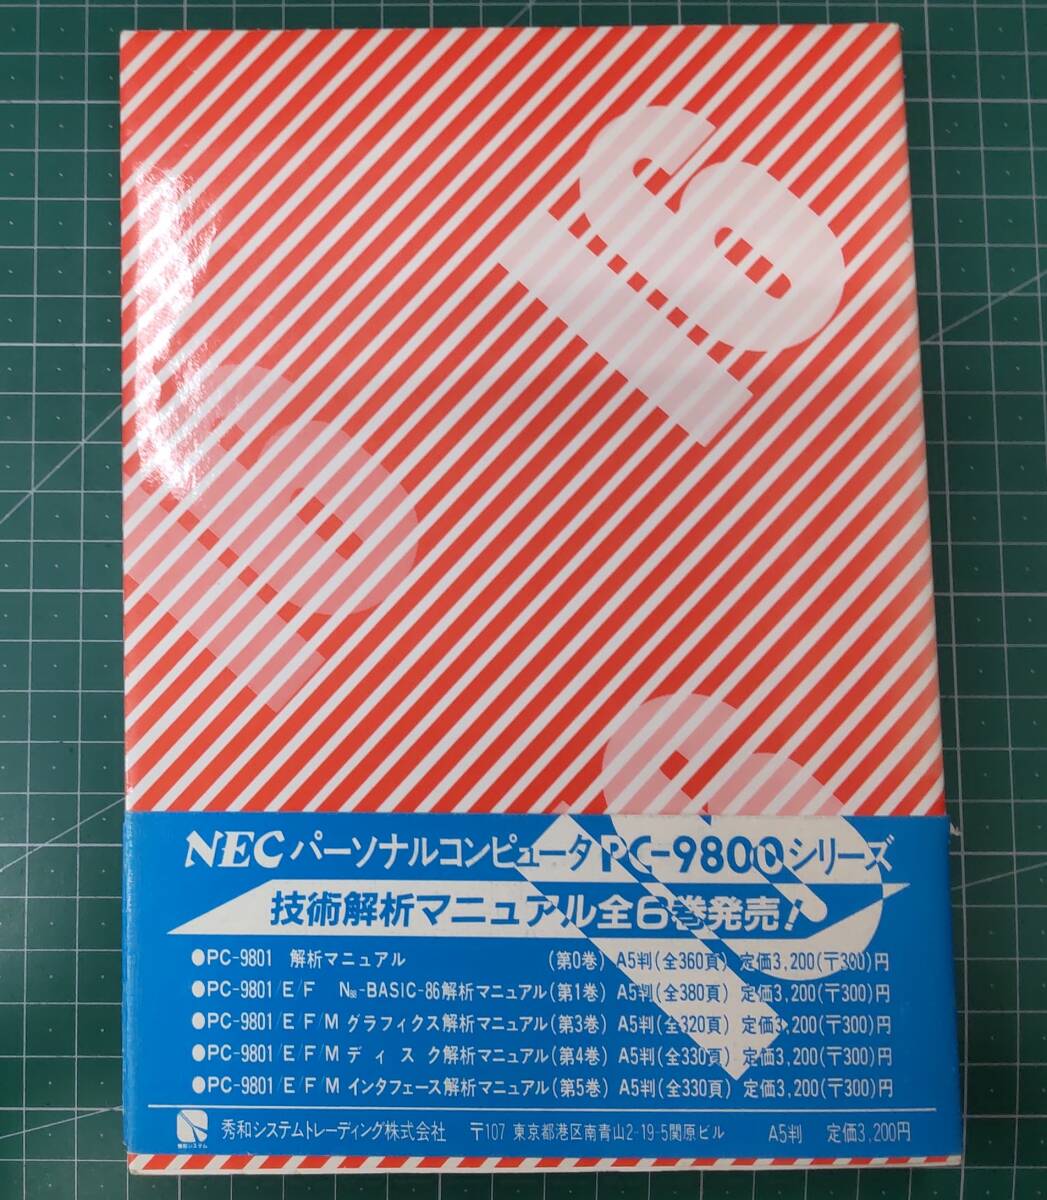 16
16
16
NEC パーソナルコンピュータPC-9800シリーズ
技術解析マニュアル全6巻発売!
●PC-9801 解析マニュアル (第0巻) A5判(全360頁) 定価3,200(〒300)円
●PC-9801/E/F N88-BASIC-86解析マニュアル(第1巻) A5判(全380頁) 定価3,200(〒300)円
●PC-9801/E/F/M グラフィクス解析マニュアル(第3巻) A5判(全320頁) 定価3,200(〒300)円
●PC-9801/E/F/M ディスク解析マニュアル(第4巻) A5判(全330頁) 定価3,200(〒300)円
●PC-9801/E/F/M インタフェース解析マニュアル(第5巻) A5判(全330頁) 定価3,200(〒300)円
秀和システム 秀和システムトレーディング株式会社 〒107 東京都港区南青山2-19-5関原ビル A5判 定価3,200円